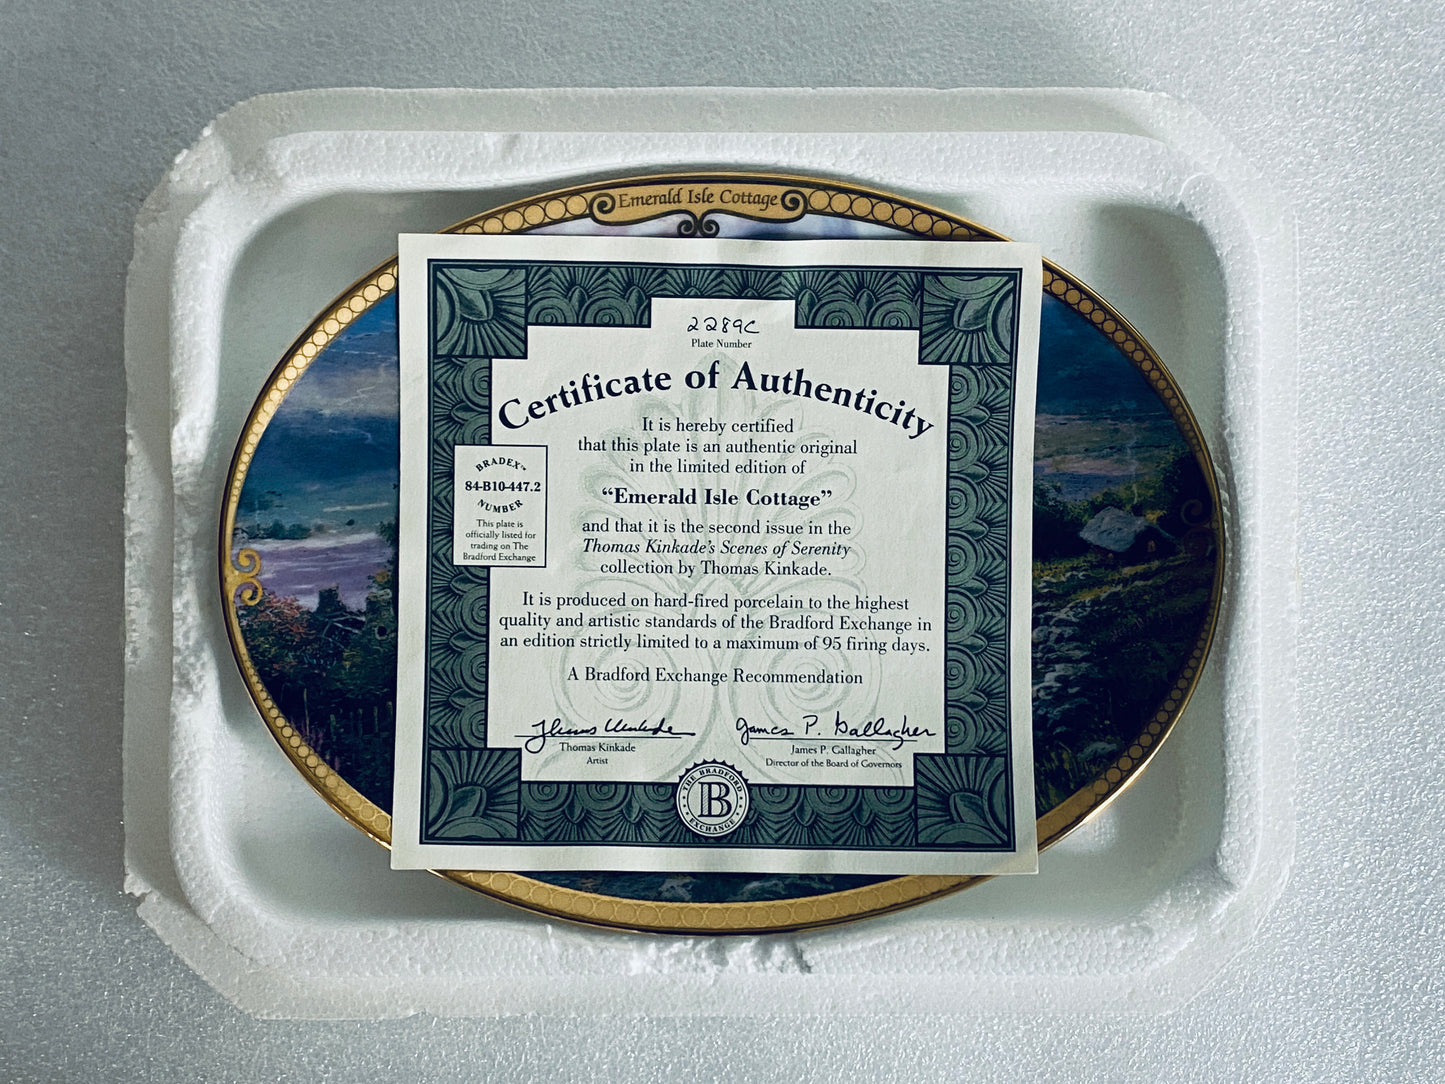 Emerald Isle Cottage
2289C
Plate Number
Certificate of Authenticity
It is hereby certified
that this plate is an authentic original
in the limited edition of
“Emerald Isle Cottage”
and that it is the second issue in the
Thomas Kinkade's Scenes of Serenity
collection by Thomas Kinkade.
BRADEX™
84-B10-447.2
NUMBER
This plate is
officially listed for
trading on The
Bradford Exchange
It is produced on hard-fired porcelain to the highest
quality and artistic standards of the Bradford Exchange in
an edition strictly limited to a maximum of 95 firing days.
A Bradford Exchange Recommendation
Thomas Kinkade
James P. Gallagher
Thomas Kinkade
Artist
James P. Gallagher
Director of the Board of Governors
THE BRADFORD
B
EXCHANGE